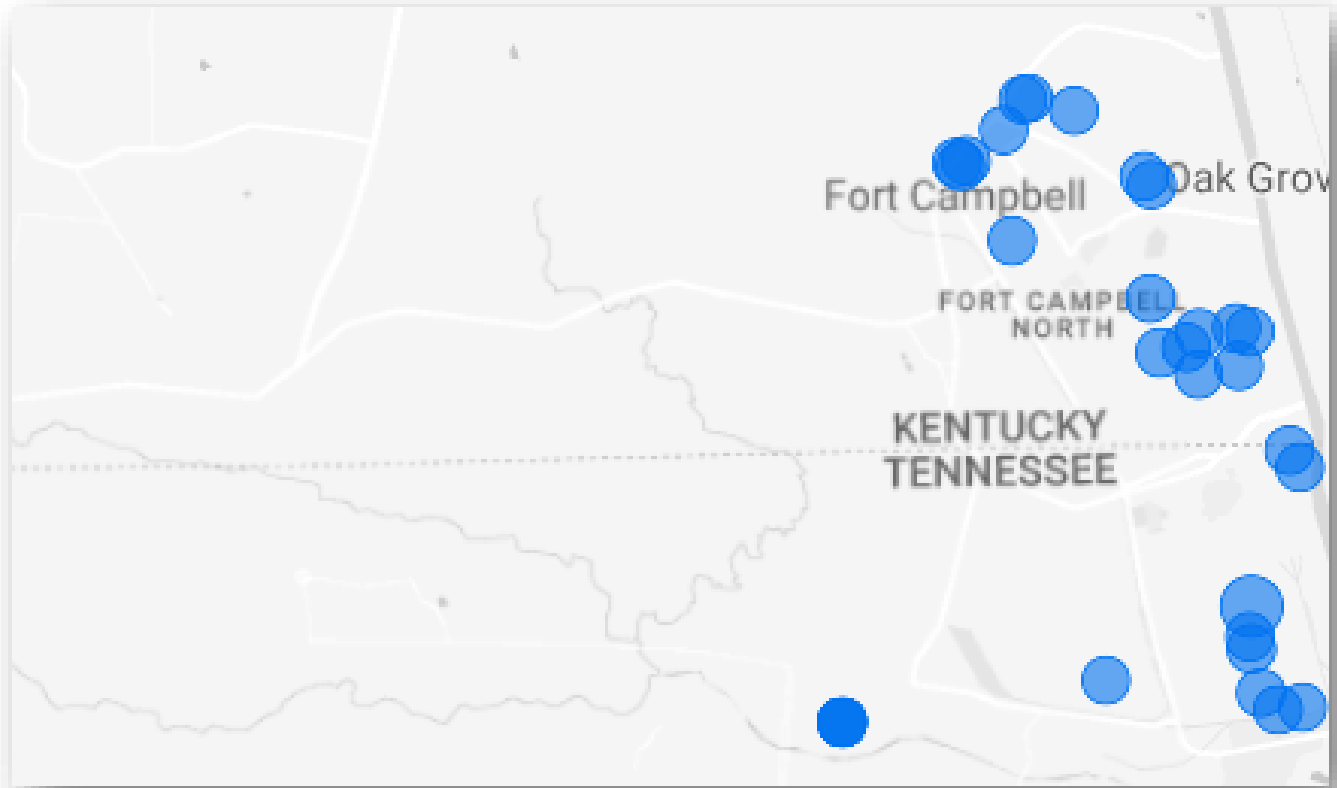 Fort Campbell
Oak Grov
FORT CAMPBELL
NORTH
KENTUCKY
TENNESSEE